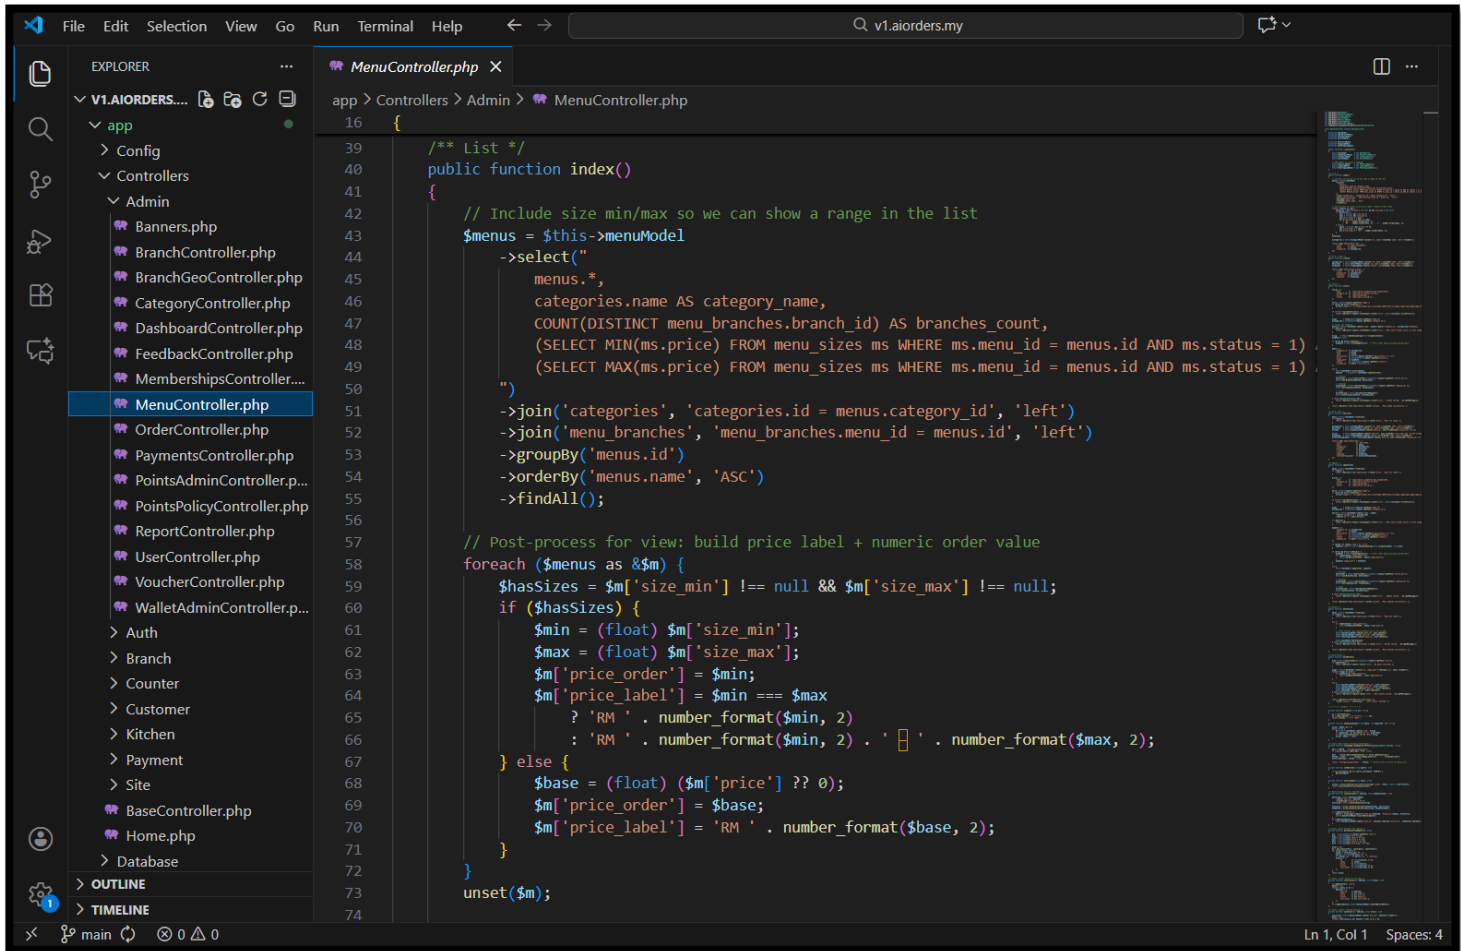 File Edit Selection View Go Run Terminal Help
v1.aiorders.my
EXPLORER
V1.AIORDERS....
app
Config
Controllers
Admin
Banners.php
BranchController.php
BranchGeoController.php
CategoryController.php
DashboardController.php
FeedbackController.php
MembershipsController....
MenuController.php
OrderController.php
PaymentsController.php
PointsAdminController.p...
PointsPolicyController.php
ReportController.php
UserController.php
VoucherController.php
WalletAdminController.p...
Auth
Branch
Counter
Customer
Kitchen
Payment
Site
BaseController.php
Home.php
Database
OUTLINE
TIMELINE
MenuController.php
app > Controllers > Admin > MenuController.php
16 {
39 /** List */
40 public function index()
41 {
42 // Include size min/max so we can show a range in the list
43 $menus = $this->menuModel
44 ->select("
45 menus.*,
46 categories.name AS category_name,
47 COUNT(DISTINCT menu_branches.branch_id) AS branches_count,
48 (SELECT MIN(ms.price) FROM menu_sizes ms WHERE ms.menu_id = menus.id AND ms.status = 1)
49 (SELECT MAX(ms.price) FROM menu_sizes ms WHERE ms.menu_id = menus.id AND ms.status = 1)
50 ")
51 ->join('categories', 'categories.id = menus.category_id', 'left')
52 ->join('menu_branches', 'menu_branches.menu_id = menus.id', 'left')
53 ->groupBy('menus.id')
54 ->orderBy('menus.name', 'ASC')
55 ->findAll();
56
57 // Post-process for view: build price label + numeric order value
58 foreach ($menus as &$m) {
59 $hasSizes = $m['size_min'] !== null && $m['size_max'] !== null;
60 if ($hasSizes) {
61 $min = (float) $m['size_min'];
62 $max = (float) $m['size_max'];
63 $m['price_order'] = $min;
64 $m['price_label'] = $min === $max
65 ? 'RM ' . number_format($min, 2)
66 : 'RM ' . number_format($min, 2) . ' – ' . number_format($max, 2);
67 } else {
68 $base = (float) ($m['price'] ?? 0);
69 $m['price_order'] = $base;
70 $m['price_label'] = 'RM ' . number_format($base, 2);
71 }
72 }
73 unset($m);
74
1
main 0 0
Ln 1, Col 1 Spaces: 4